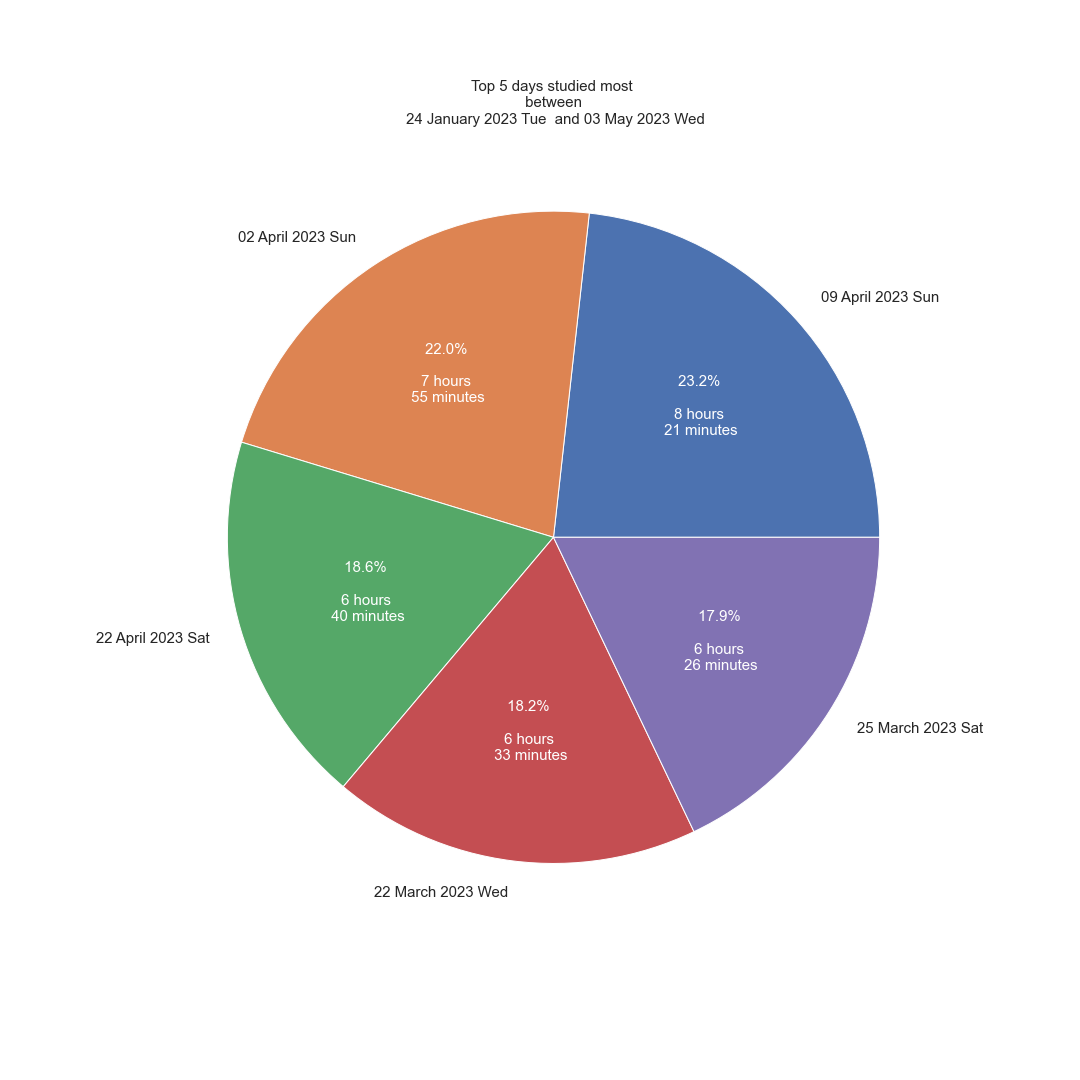 Top 5 days studied most
between
24 January 2023 Tue  and 03 May 2023 Wed
02 April 2023 Sun
22.0%
7 hours
55 minutes
09 April 2023 Sun
23.2%
8 hours
21 minutes
22 April 2023 Sat
18.6%
6 hours
40 minutes
22 March 2023 Wed
18.2%
6 hours
33 minutes
25 March 2023 Sat
17.9%
6 hours
26 minutes